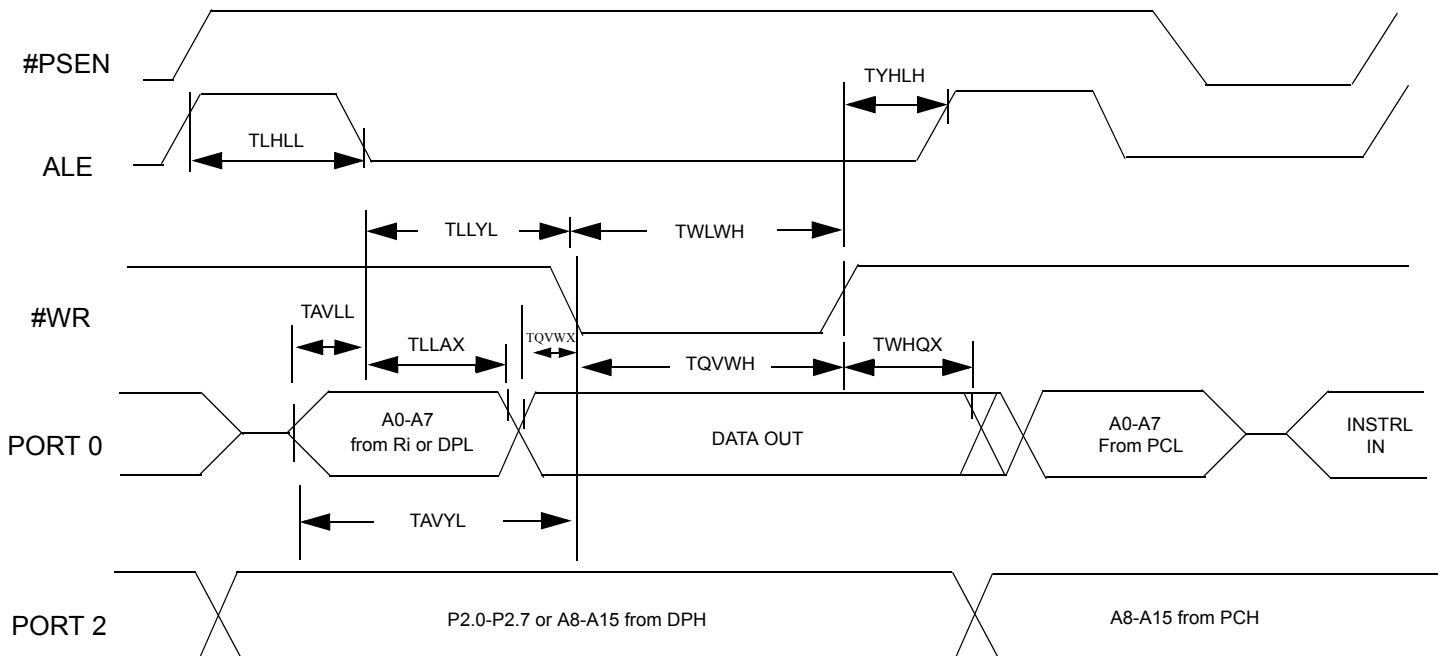 #PSEN
TYHLH
TLHLL
ALE
TLLYL
TWLWH
#WR
TAVLL
TLLAX
TQVWX
TQVWH
TWHQX
PORT 0
A0-A7
from Ri or DPL
DATA OUT
A0-A7
From PCL
INSTRL
IN
TAVYL
PORT 2
P2.0-P2.7 or A8-A15 from DPH
A8-A15 from PCH